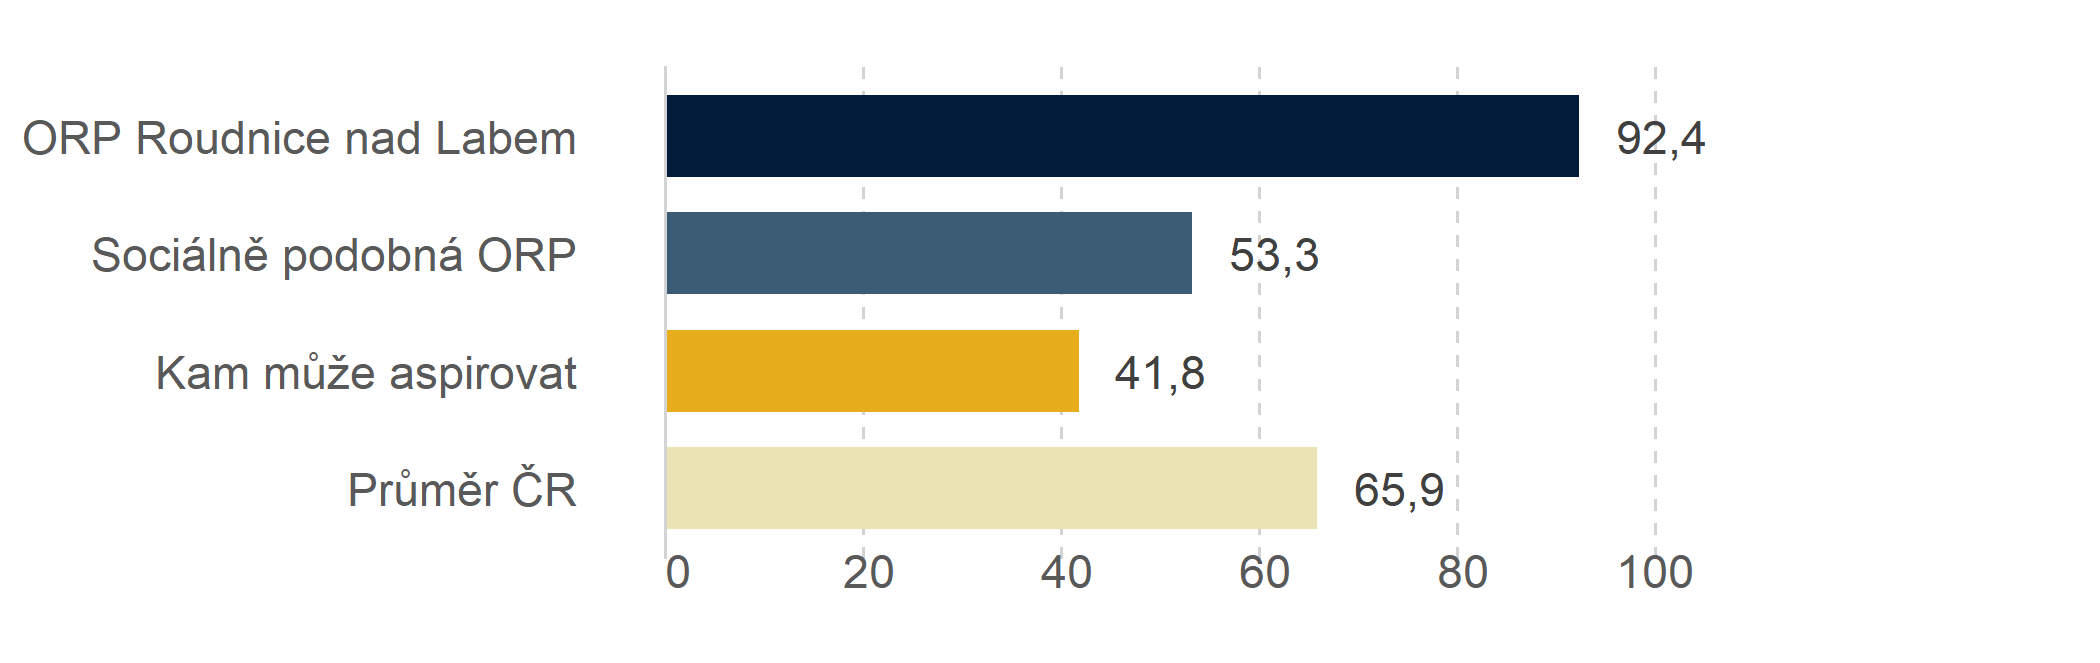 ORP Roudnice nad Labem 92,4
Sociálně podobná ORP 53,3
Kam může aspirovat 41,8
Průměr ČR 65,9
0 20 40 60 80 100